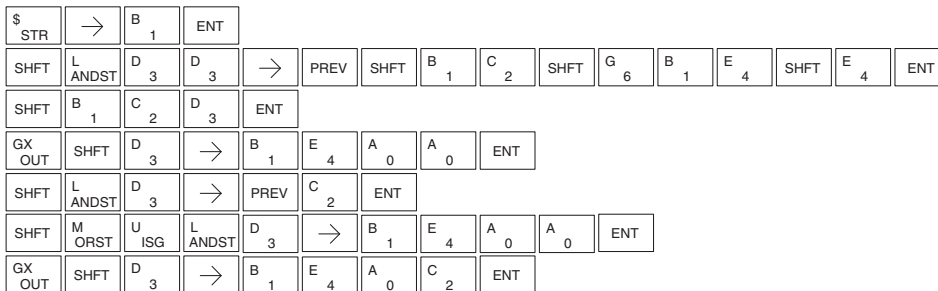 $ STR → B 1 ENT
SHFT L ANDST D 3 D 3 → PREV SHFT B 1 C 2 SHFT G 6 B 1 E 4 SHFT E 4 ENT
SHFT B 1 C 2 D 3 ENT
GX OUT SHFT D 3 → B 1 E 4 A 0 A 0 ENT
SHFT L ANDST D 3 → PREV C 2 ENT
SHFT M ORST U ISG L ANDST D 3 → B 1 E 4 A 0 A 0 ENT
GX OUT SHFT D 3 → B 1 E 4 A 0 C 2 ENT